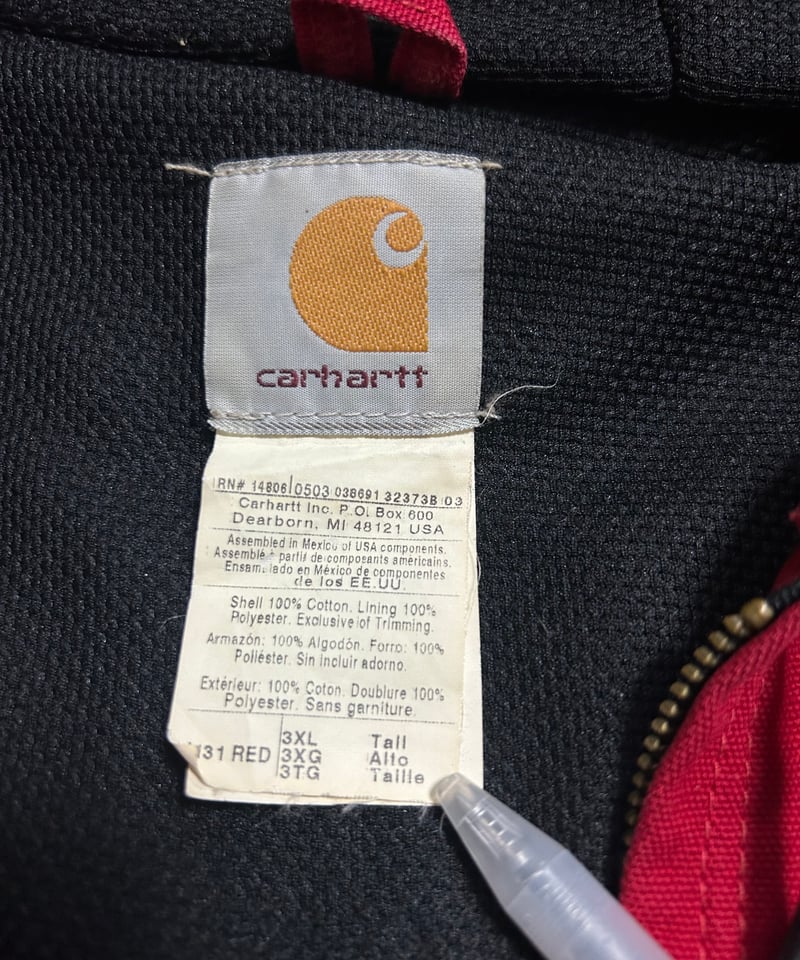 carhartt
RN# 14806 0503 038691 32373B 03
Carhartt Inc. P.O. Box 600
Dearborn, MI 48121 USA
Assembled in Mexico of USA components.
Assemblé partir de composants américains.
Ensamblado en México de componentes
de los EE.UU.
Shell 100% Cotton. Lining 100%
Polyester. Exclusive of Trimming.
Armazón: 100% Algodón. Forro: 100%
Poliéster. Sin incluir adorno.
Extérieur: 100% Coton. Doublure 100%
Polyester. Sans garniture.
131 RED 3XL Tall
3XG Alto
3TG Taille